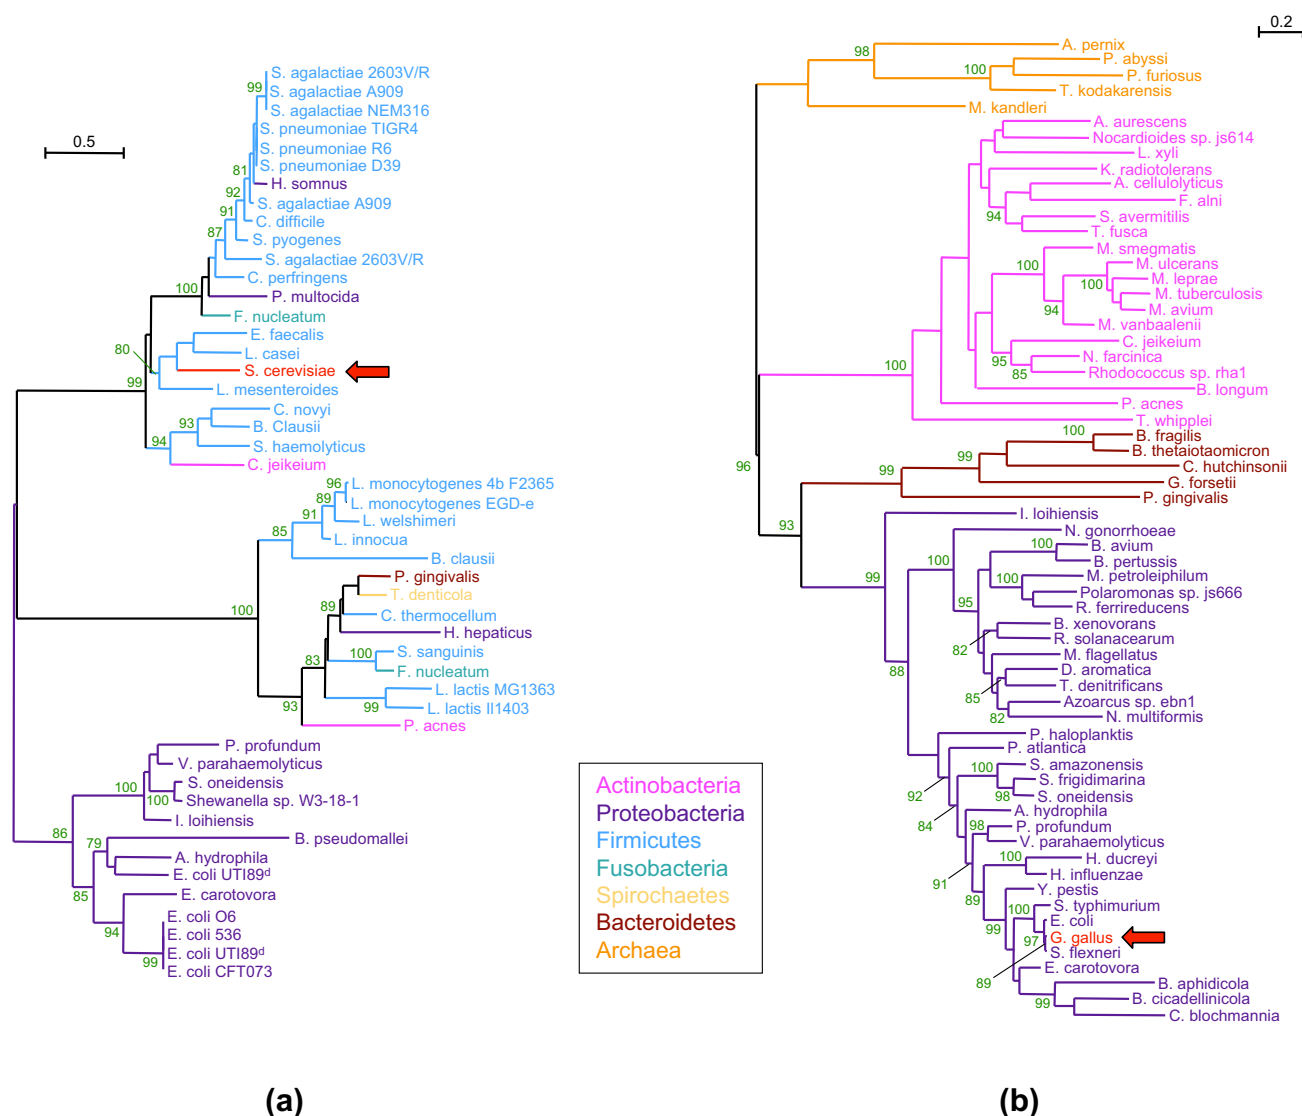 0.5
S. agalactiae 2603V/R
99
S. agalactiae A909
S. agalactiae NEM316
S. pneumoniae TIGR4
S. pneumoniae R6
S. pneumoniae D39
81
H. somnus
92
S. agalactiae A909
91
C. difficile
87
S. pyogenes
S. agalactiae 2603V/R
C. perfringens
100
P. multocida
F. nucleatum
E. faecalis
80
L. casei
S. cerevisiae
99
L. mesenteroides
C. novyi
93
B. Clausii
94
S. haemolyticus
C. jeikeium
96
L. monocytogenes 4b F2365
89
L. monocytogenes EGD-e
91
L. welshimeri
85
L. innocua
B. clausii
P. gingivalis
T. denticola
89
C. thermocellum
100
H. hepaticus
S. sanguinis
100
83
F. nucleatum
L. lactis MG1363
99
L. lactis Il1403
93
P. acnes
P. profundum
V. parahaemolyticus
100
S. oneidensis
100
Shewanella sp. W3-18-1
I. loihiensis
86
79
B. pseudomallei
A. hydrophila
E. coli UTI89d
85
E. carotovora
E. coli O6
94
E. coli 536
E. coli UTI89d
99
E. coli CFT073
Actinobacteria
Proteobacteria
Firmicutes
Fusobacteria
Spirochaetes
Bacteroidetes
Archaea
(a)
0.2
A. pernix
98
P. abyssi
100
P. furiosus
T. kodakarensis
M. kandleri
A. aurescens
Nocardioides sp. js614
L. xyli
K. radiotolerans
A. cellulolyticus
F. alni
94
S. avermitilis
T. fusca
M. smegmatis
100
M. ulcerans
M. leprae
100
M. tuberculosis
94
M. avium
M. vanbaalenii
C. jeikeium
95
N. farcinica
85
Rhodococcus sp. rha1
100
B. longum
P. acnes
T. whipplei
100
B. fragilis
B. thetaiotaomicron
99
C. hutchinsonii
96
99
G. forsetii
P. gingivalis
93
I. loihiensis
N. gonorrhoeae
100
B. avium
100
B. pertussis
99
100
M. petroleiphilum
Polaromonas sp. js666
95
R. ferrireducens
B. xenovorans
82
R. solanacearum
M. flagellatus
88
D. aromatica
85
T. denitrificans
Azoarcus sp. ebn1
82
N. multiformis
P. haloplanktis
P. atlantica
100
S. amazonensis
S. frigidimarina
92
98
S. oneidensis
A. hydrophila
84
98
P. profundum
V. parahaemolyticus
100
H. ducreyi
91
H. influenzae
89
Y. pestis
100
S. typhimurium
99
E. coli
97
G. gallus
S. flexneri
89
E. carotovora
B. aphidicola
99
B. cicadellinicola
C. blochmannia
(b)